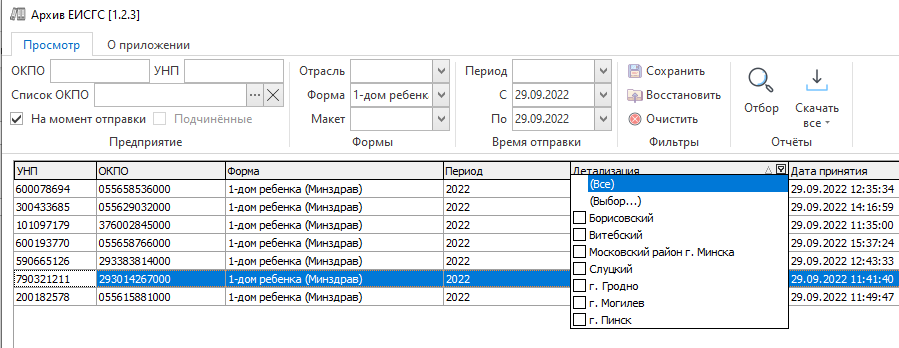 Архив ЕИСГС [1.2.3]
Просмотр О приложении
ОКПО УНП Отрасль Период Сохранить
Список ОКПО ... Форма 1-дом ребенк С 29.09.2022 Восстановить Отбор Скачать все
На момент отправки Подчинённые Макет По 29.09.2022 Очистить
Предприятие Формы Время отправки Фильтры Отчёты
УНП ОКПО Форма Период Детализация Дата принятия
600078694 055658536000 1-дом ребенка (Минздрав) 2022 (Все) 29.09.2022 12:35:34
300433685 055629032000 1-дом ребенка (Минздрав) 2022 (Выбор...) 29.09.2022 14:16:59
101097179 376002845000 1-дом ребенка (Минздрав) 2022 Борисовский 29.09.2022 11:35:00
600193770 055658766000 1-дом ребенка (Минздрав) 2022 Витебский 29.09.2022 15:37:24
590665126 293383814000 1-дом ребенка (Минздрав) 2022 Московский район г. Минска 29.09.2022 12:43:33
790321211 293014267000 1-дом ребенка (Минздрав) 2022 Слуцкий 29.09.2022 11:41:40
200182578 055615881000 1-дом ребенка (Минздрав) 2022 г. Гродно 29.09.2022 11:49:47
г. Могилев
г. Пинск